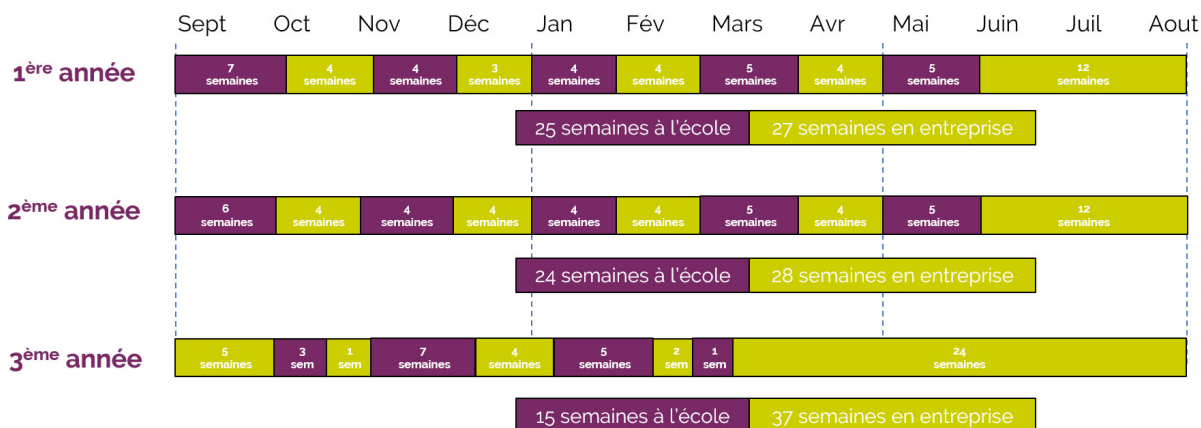 Sept Oct Nov Déc Jan Fév Mars Avr Mai Juin Juil Aout
1ère année
7 4 4 3 4 4 5 4 5 12
semaines semaines semaines semaines semaines semaines semaines semaines semaines semaines
25 semaines à l'école 27 semaines en entreprise
2ème année
6 4 4 4 4 4 5 4 5 12
semaines semaines semaines semaines semaines semaines semaines semaines semaines semaines
24 semaines à l'école 28 semaines en entreprise
3ème année
5 3 1 7 4 5 2 1 24
semaines sem sem semaines semaines semaines sem sem semaines
15 semaines à l'école 37 semaines en entreprise